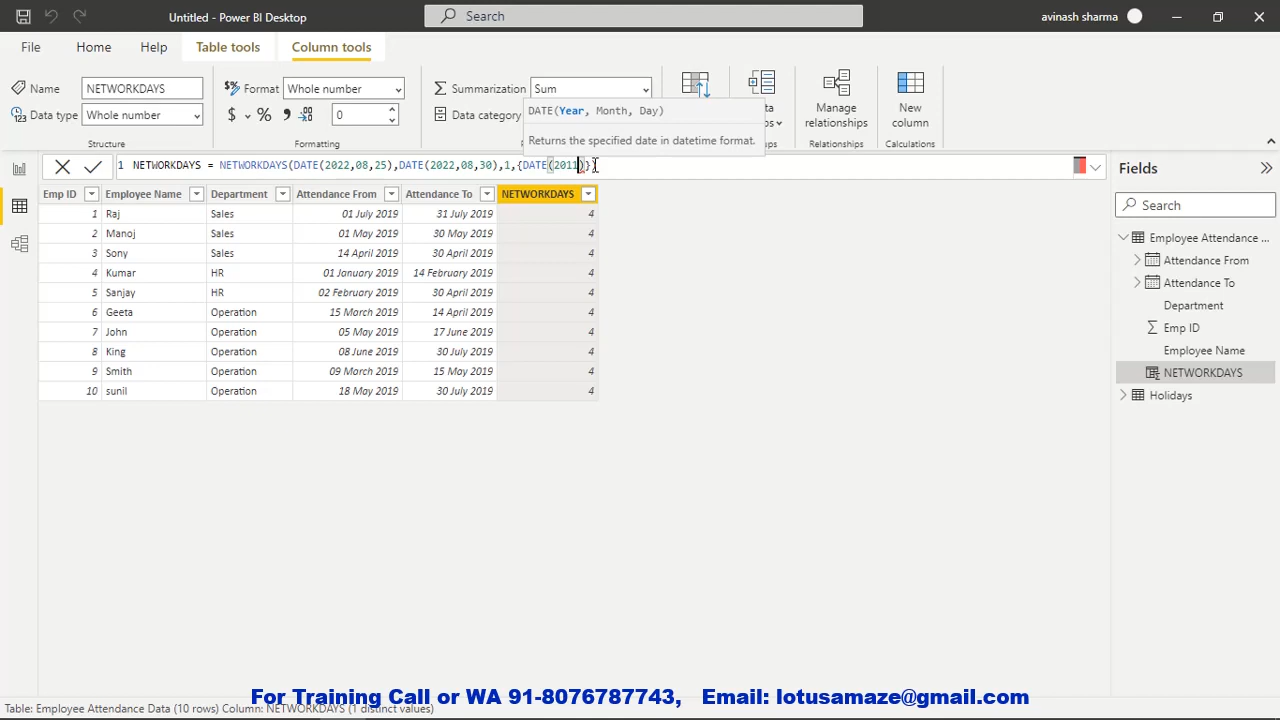 Untitled - Power BI Desktop
Search
avinash sharma
File
Home
Help
Table tools
Column tools
Name
NETWORKDAYS
Format
Whole number
Summarization
Sum
Data type
Whole number
$
%
0
Data category
New
column
Manage
relationships
DATE(Year, Month, Day)
Returns the specified date in datetime format.
Structure
Formatting
Relationships
Calculations
1 NETWORKDAYS = NETWORKDAYS(DATE(2022,08,25),DATE(2022,08,30),1,{DATE(2011)}
Emp ID Employee Name Department Attendance From Attendance To NETWORKDAYS
1 Raj Sales 01 July 2019 31 July 2019 4
2 Manoj Sales 01 May 2019 30 May 2019 4
3 Sony Sales 14 April 2019 30 April 2019 4
4 Kumar HR 01 January 2019 14 February 2019 4
5 Sanjay HR 02 February 2019 30 April 2019 4
6 Geeta Operation 15 March 2019 14 April 2019 4
7 John Operation 05 May 2019 17 June 2019 4
8 King Operation 08 June 2019 30 July 2019 4
9 Smith Operation 09 March 2019 15 May 2019 4
10 sunil Operation 18 May 2019 30 July 2019 4
Fields
Search
Employee Attendance ...
Attendance From
Attendance To
Department
Emp ID
Employee Name
NETWORKDAYS
Holidays
For Training Call or WA 91-8076787743, Email: lotusamaze@gmail.com
Table: Employee Attendance Data (10 rows) Column: NETWORKDAYS (1 distinct values)